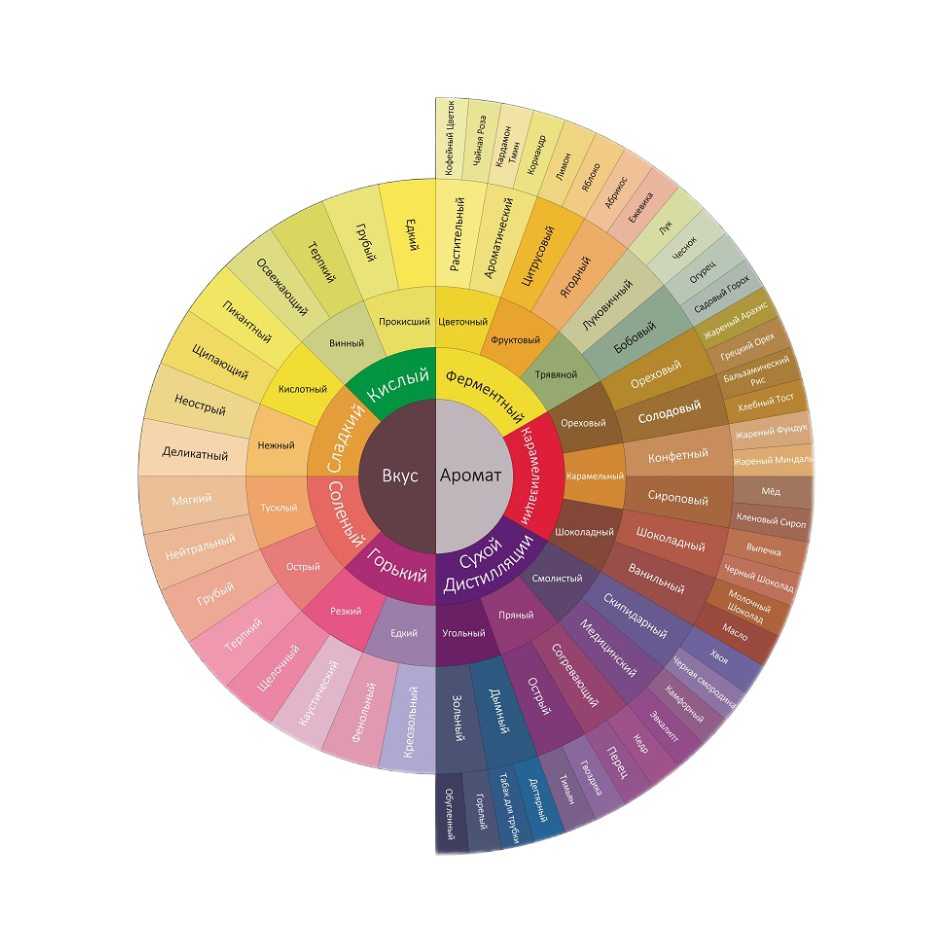 Вкус
Аромат
Кислый
Сладкий
Соленый
Горький
Ферментный
Карамелизации
Сухой
Дистилляции
Прокисший
Винный
Кислотный
Нежный
Тусклый
Острый
Резкий
Едкий
Едкий
Грубый
Терпкий
Освежающий
Пикантный
Щипающий
Неострый
Деликатный
Мягкий
Нейтральный
Грубый
Терпкий
Щелочный
Каустический
Фенольный
Креозольный
Цветочный
Фруктовый
Трявяной
Ореховый
Карамельный
Шоколадный
Смолистый
Пряный
Угольный
Растительный
Ароматический
Цитрусовый
Ягодный
Луковичный
Бобовый
Ореховый
Солодовый
Конфетный
Сироповый
Шоколадный
Ванильный
Скипидарный
Медицинский
Согревающий
Острый
Дымный
Зольный
Кофейный Цветок
Чайная Роза
Кардамон
Тмин
Кориандр
Лимон
Яблоко
Абрикос
Ежевика
Лук
Чеснок
Огурец
Садовый Горох
Жареный Арахис
Грецкий Орех
Бальзамический
Рис
Хлебный Тост
Жареный Фундук
Жареный Миндаль
Мёд
Кленовый Сироп
Выпечка
Черный Шоколад
Молочный
Шоколад
Масло
Хвоя
Черная смородина
Камфорный
Эвкалипт
Кедр
Перец
Гвоздика
Тимьян
Дегтярный
Табак для трубки
Горелый
Обугленный